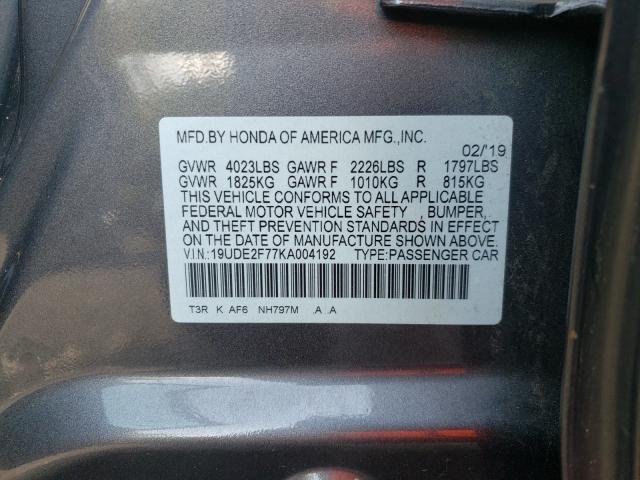 MFD.BY HONDA OF AMERICA MFG.,INC.
02/'19
GVWR 4023LBS GAWR F 2226LBS R 1797LBS
GVWR 1825KG GAWR F 1010KG R 815KG
THIS VEHICLE CONFORMS TO ALL APPLICABLE
FEDERAL MOTOR VEHICLE SAFETY , BUMPER,
AND THEFT PREVENTION STANDARDS IN EFFECT
ON THE DATE OF MANUFACTURE SHOWN ABOVE.
V.I.N.:19UDE2F77KA004192 TYPE:PASSENGER CAR
T3R K AF6 NH797M .A .A